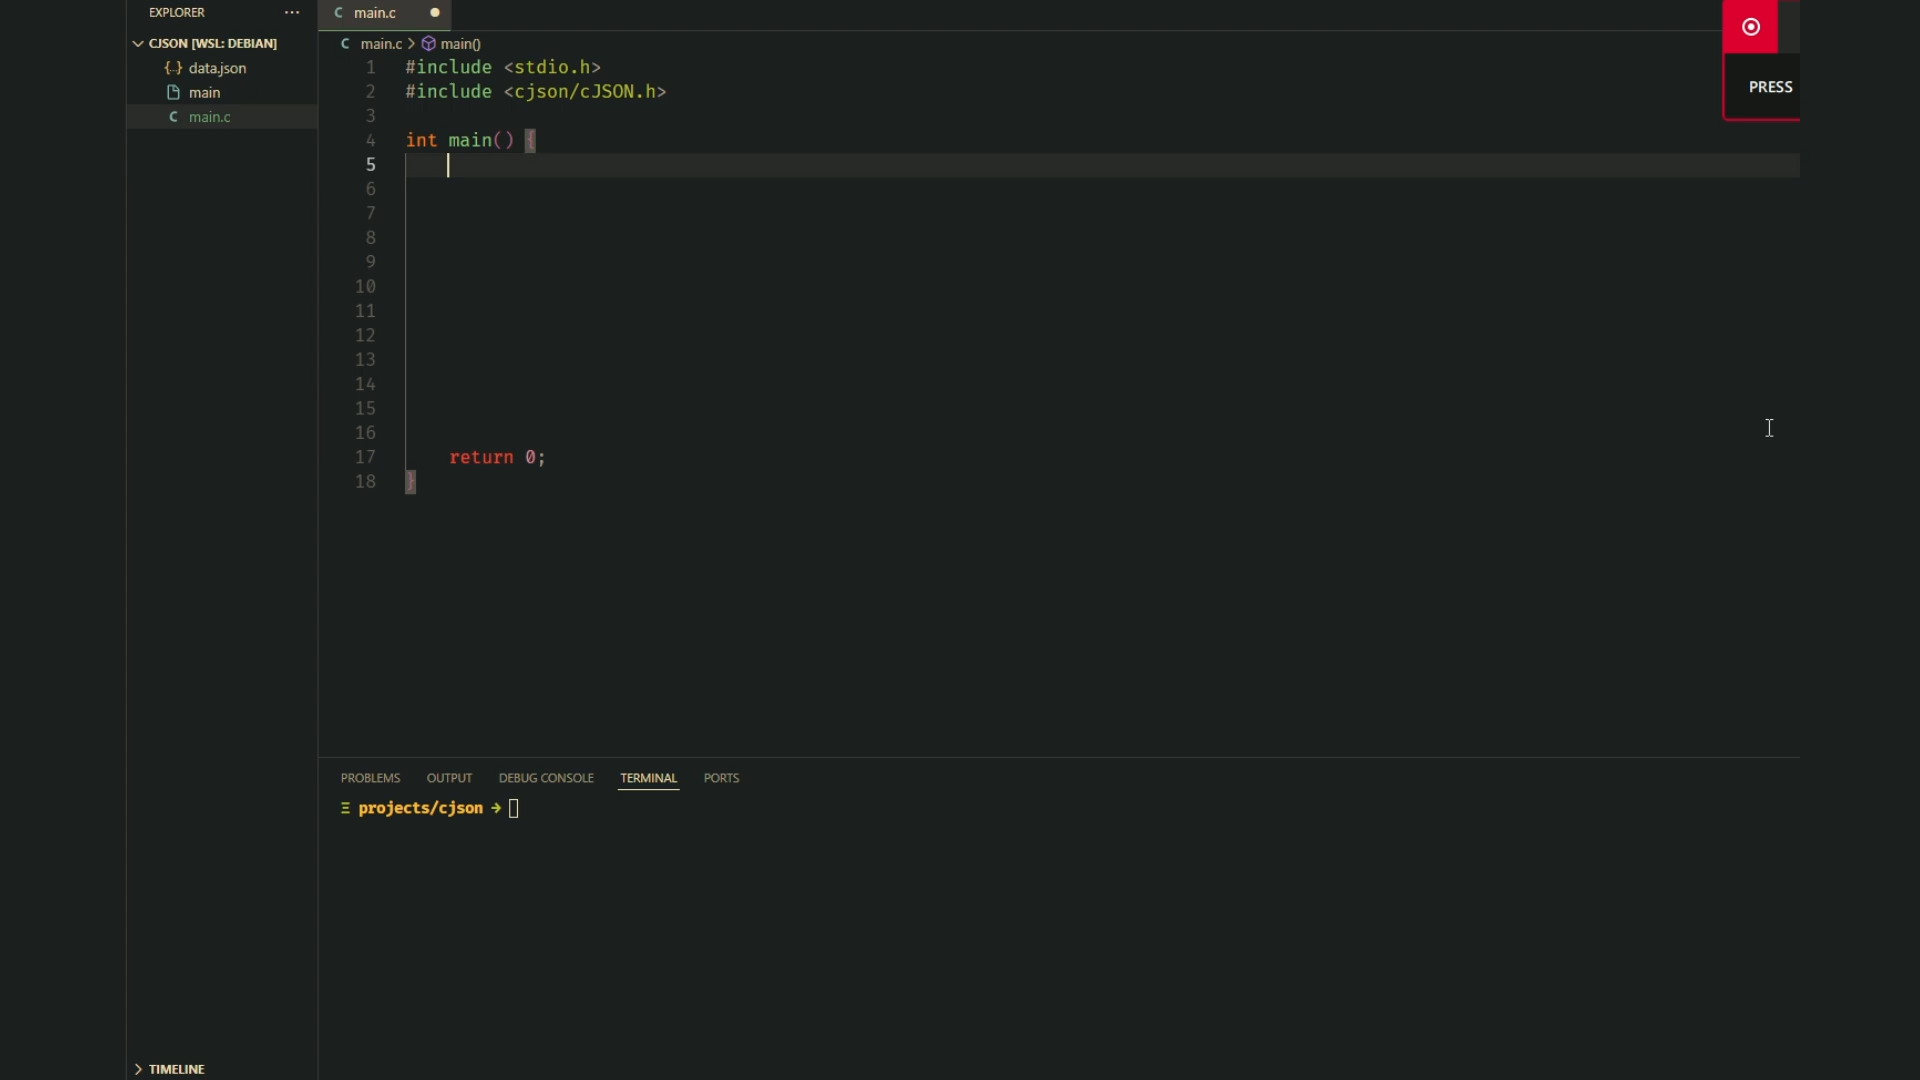 EXPLORER ···
CJSON [WSL: DEBIAN]
{..} data.json
main
C main.c
C main.c
C main.c > main()
1 #include <stdio.h>
2 #include <cjson/cJSON.h>
3
4 int main() {
5
6
7
8
9
10
11
12
13
14
15
16
17 return 0;
18 }
PRESS
PROBLEMS OUTPUT DEBUG CONSOLE TERMINAL PORTS
Ξ projects/cjson →
TIMELINE